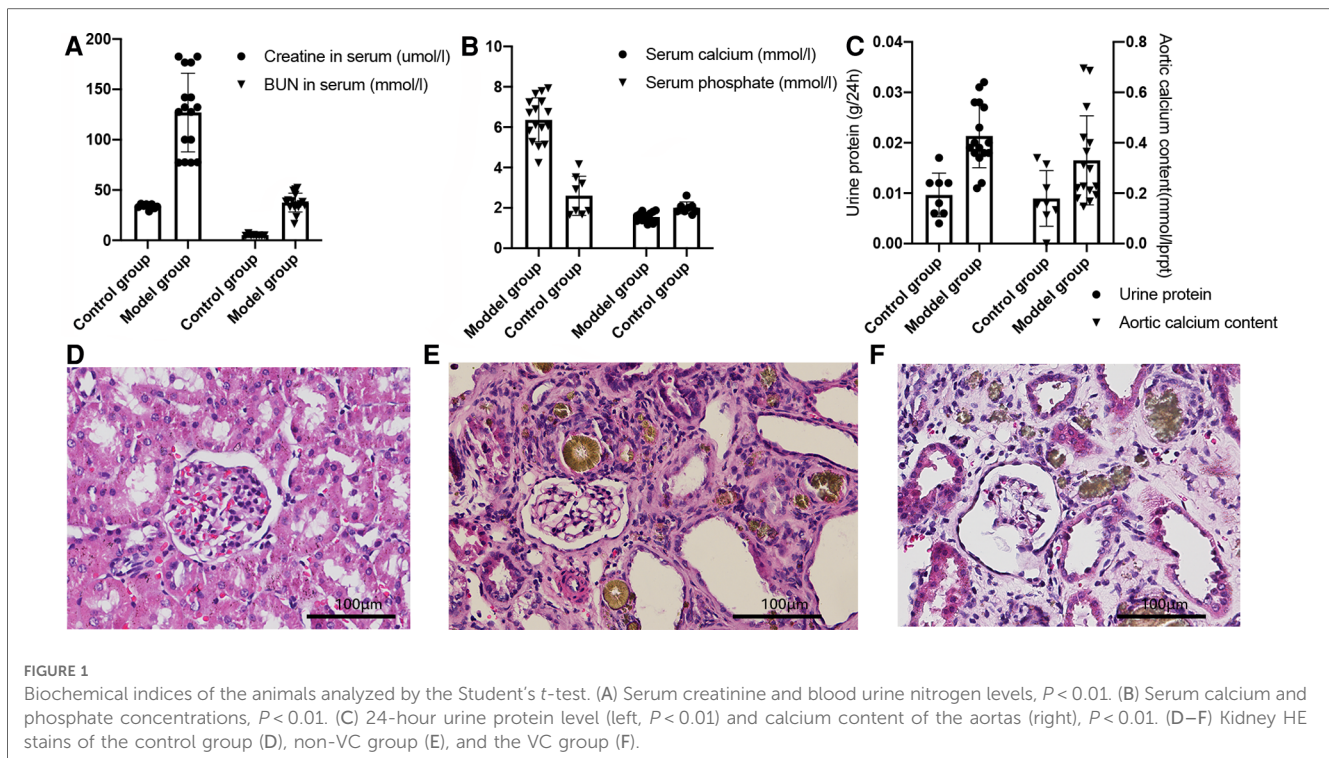 A
200
150
100
50
0
Creatine in serum (umol/l)
BUN in serum (mmol/l)
Control group
Model group
Control group
Model group
B
10
8
6
4
2
0
Serum calcium (mmol/l)
Serum phosphate (mmol/l)
Moddel group
Control group
Moddel group
Control group
C
Urine protein (g/24h)
0.04
0.03
0.02
0.01
0.00
0.8
0.6
0.4
0.2
0.0
Aortic calcium content(mmol/lprpt)
Control group
Moddel group
Control group
Moddel group
Urine protein
Aortic calcium content
D
100μm
E
100μm
F
100μm
FIGURE 1
Biochemical indices of the animals analyzed by the Student's t-test. (A) Serum creatinine and blood urine nitrogen levels, P < 0.01. (B) Serum calcium and
phosphate concentrations, P < 0.01. (C) 24-hour urine protein level (left, P < 0.01) and calcium content of the aortas (right), P < 0.01. (D–F) Kidney HE
stains of the control group (D), non-VC group (E), and the VC group (F).